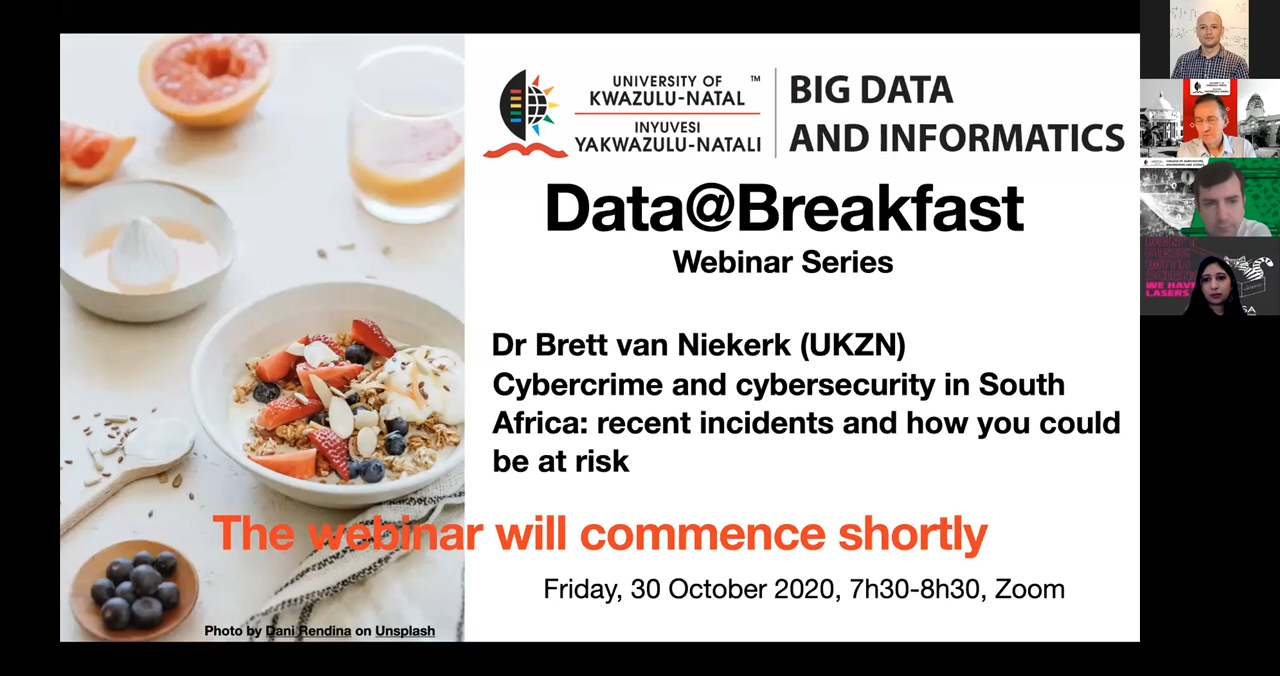 UNIVERSITY OF ™
KWAZULU-NATAL
INYUVESI
YAKWAZULU-NATALI
BIG DATA
AND INFORMATICS
Data@Breakfast
Webinar Series
Dr Brett van Niekerk (UKZN)
Cybercrime and cybersecurity in South
Africa: recent incidents and how you could
be at risk
The webinar will commence shortly
Friday, 30 October 2020, 7h30-8h30, Zoom
Photo by Dani Rendina on Unsplash
WE HAVE
LASERS